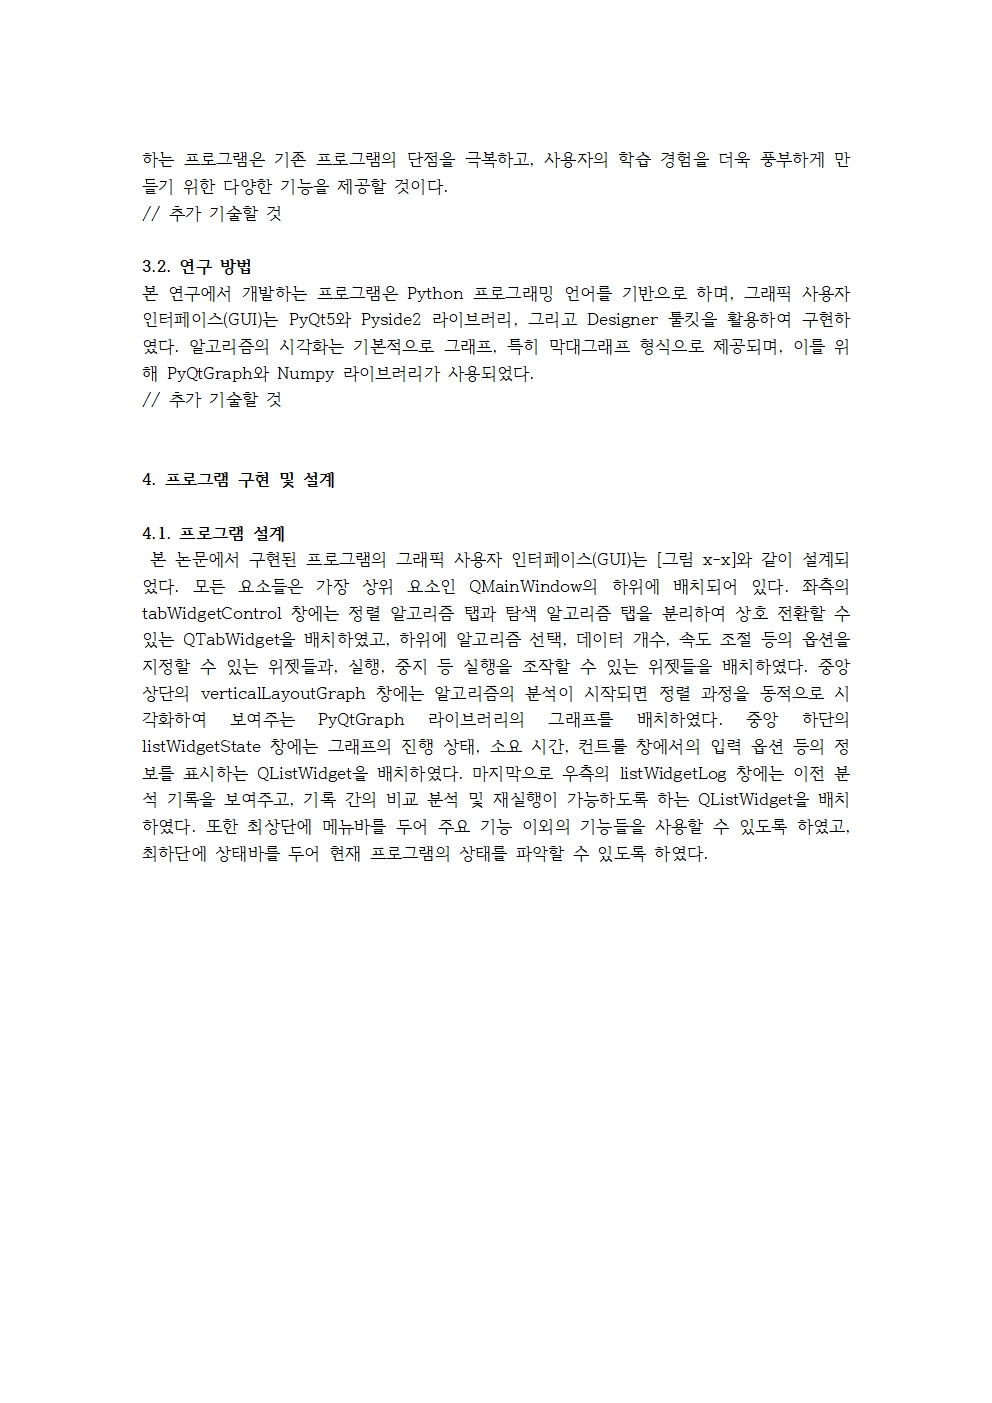 하는 프로그램은 기존 프로그램의 단점을 극복하고, 사용자의 학습 경험을 더욱 풍부하게 만
들기 위한 다양한 기능을 제공할 것이다.
// 추가 기술할 것
3.2. 연구 방법
본 연구에서 개발하는 프로그램은 Python 프로그래밍 언어를 기반으로 하며, 그래픽 사용자
인터페이스(GUI)는 PyQt5와 Pyside2 라이브러리, 그리고 Designer 툴킷을 활용하여 구현하
였다. 알고리즘의 시각화는 기본적으로 그래프, 특히 막대그래프 형식으로 제공되며, 이를 위
해 PyQtGraph와 Numpy 라이브러리가 사용되었다.
// 추가 기술할 것
4. 프로그램 구현 및 설계
4.1. 프로그램 설계
본 논문에서 구현된 프로그램의 그래픽 사용자 인터페이스(GUI)는 [그림 x-x]와 같이 설계되
었다. 모든 요소들은 가장 상위 요소인 QMainWindow의 하위에 배치되어 있다. 좌측의
tabWidgetControl 창에는 정렬 알고리즘 탭과 탐색 알고리즘 탭을 분리하여 상호 전환할 수
있는 QTabWidget을 배치하였고, 하위에 알고리즘 선택, 데이터 개수, 속도 조절 등의 옵션을
지정할 수 있는 위젯들과, 실행, 중지 등 실행을 조작할 수 있는 위젯들을 배치하였다. 중앙
상단의 verticalLayoutGraph 창에는 알고리즘의 분석이 시작되면 정렬 과정을 동적으로 시
각화하여 보여주는 PyQtGraph 라이브러리의 그래프를 배치하였다. 중앙 하단의
listWidgetState 창에는 그래프의 진행 상태, 소요 시간, 컨트롤 창에서의 입력 옵션 등의 정
보를 표시하는 QListWidget을 배치하였다. 마지막으로 우측의 listWidgetLog 창에는 이전 분
석 기록을 보여주고, 기록 간의 비교 분석 및 재실행이 가능하도록 하는 QListWidget을 배치
하였다. 또한 최상단에 메뉴바를 두어 주요 기능 이외의 기능들을 사용할 수 있도록 하였고,
최하단에 상태바를 두어 현재 프로그램의 상태를 파악할 수 있도록 하였다.